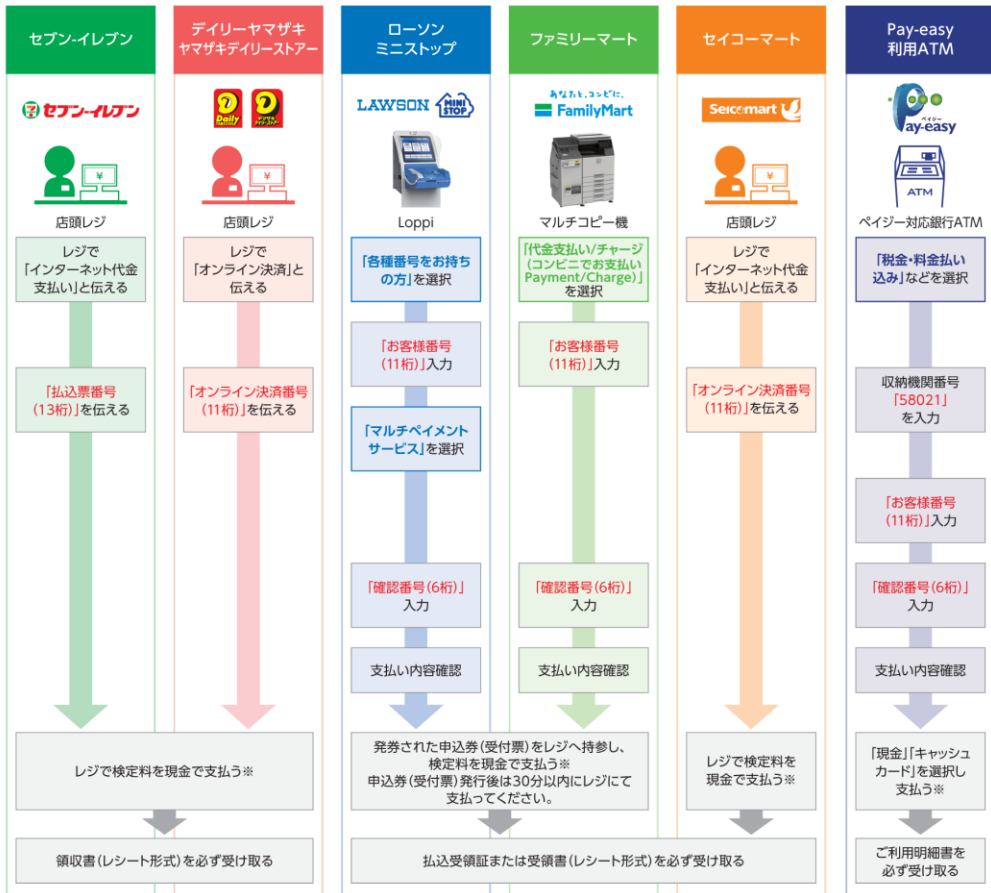 セブン-イレブン
デイリーヤマザキ
ヤマザキデイリーストアー
ローソン
ミニストップ
ファミリーマート
セイコーマート
Pay-easy
利用ATM
セブン-イレブン
Daily
LAWSON
MINI
STOP
あなたと、コンビに、
FamilyMart
Seicomart
ペイジー
Pay-easy
¥
¥
¥
ATM
店頭レジ
店頭レジ
Loppi
マルチコピー機
店頭レジ
ペイジー対応銀行ATM
レジで
「インターネット代金
支払い」と伝える
「払込票番号
(13桁)」を伝える
レジで
「オンライン決済」と
伝える
「オンライン決済番号
(11桁)」を伝える
「各種番号をお持ち
の方」を選択
「お客様番号
(11桁)」入力
「マルチペイメント
サービス」を選択
「確認番号(6桁)」
入力
支払い内容確認
「代金支払い/チャージ
(コンビニでお支払い
Payment/Charge)」
を選択
「お客様番号
(11桁)」入力
「確認番号(6桁)」
入力
支払い内容確認
レジで
「インターネット代金
支払い」と伝える
「オンライン決済番号
(11桁)」を伝える
「税金・料金払い
込み」などを選択
収納機関番号
「58021」
を入力
「お客様番号
(11桁)」入力
「確認番号(6桁)」
入力
支払い内容確認
レジで検定料を現金で支払う※
発券された申込券(受付票)をレジへ持参し、
検定料を現金で支払う※
申込券(受付票)発行後は30分以内にレジにて
支払ってください。
レジで検定料を
現金で支払う※
「現金」「キャッシュ
カード」を選択し
支払う※
領収書(レシート形式)を必ず受け取る
払込受領証または受領書(レシート形式)を必ず受け取る
ご利用明細書を
必ず受け取る